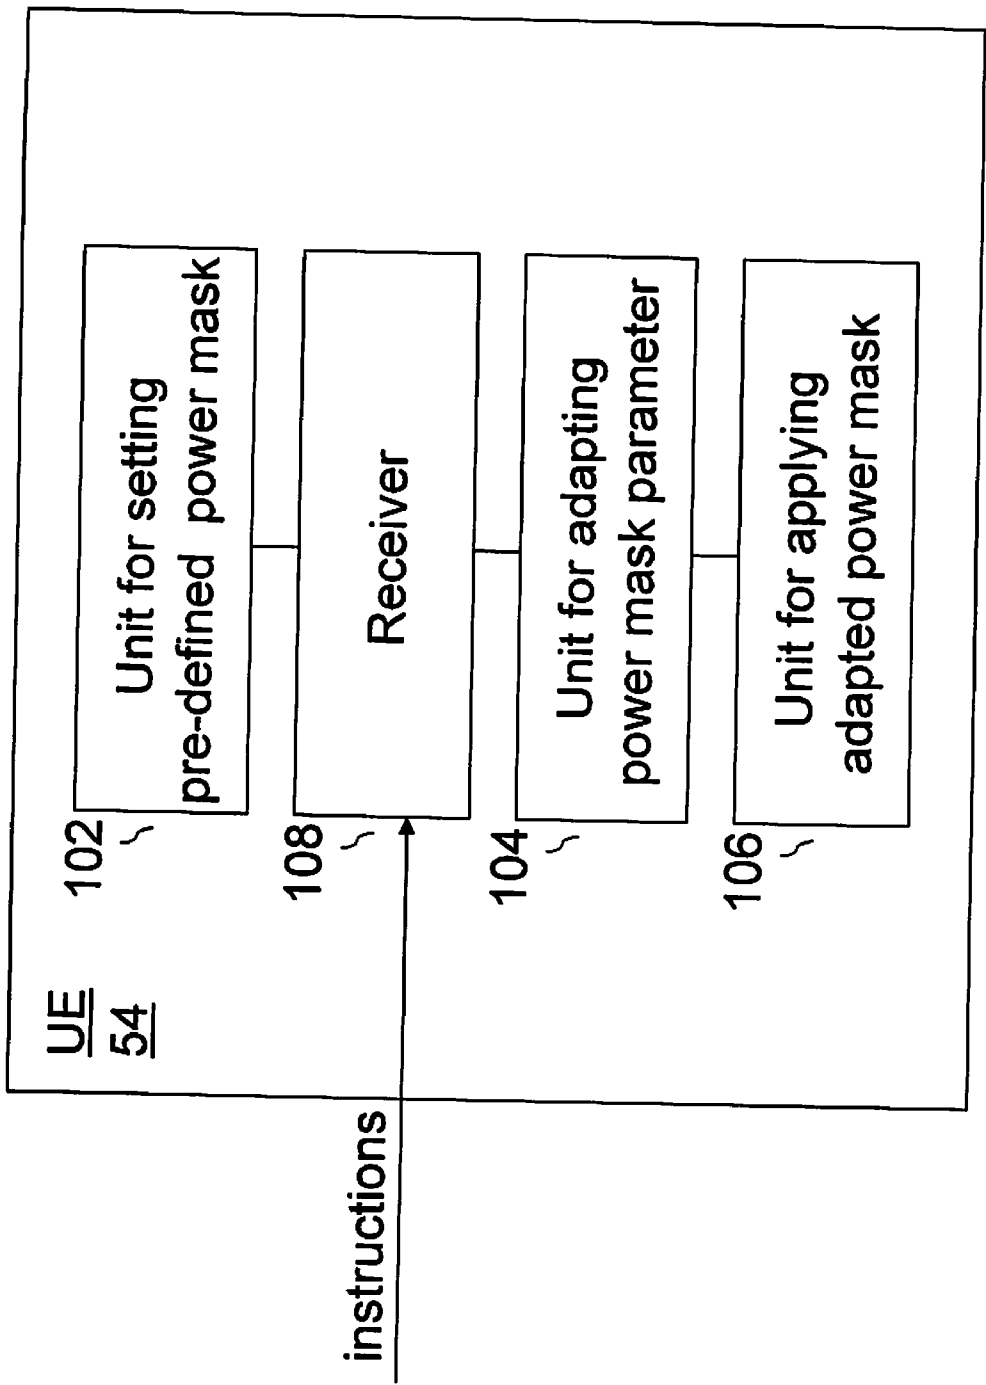 UE
54
102
Unit for setting
pre-defined power mask
108
Receiver
instructions
104
Unit for adapting
power mask parameter
106
Unit for applying
adapted power mask